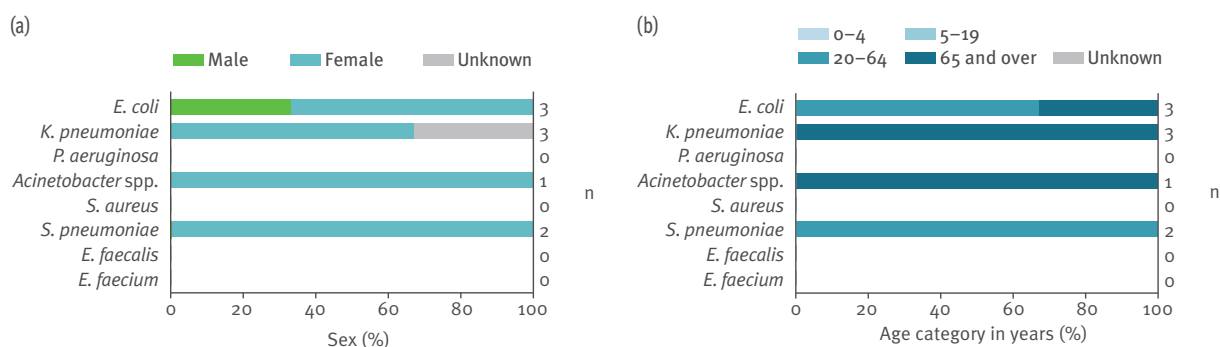 (a)
Male Female Unknown
E. coli 3
K. pneumoniae 3
P. aeruginosa 0
Acinetobacter spp. 1
S. aureus 0
S. pneumoniae 2
E. faecalis 0
E. faecium 0
n
0 20 40 60 80 100
Sex (%)
(b)
0–4 5–19
20–64 65 and over Unknown
E. coli 3
K. pneumoniae 3
P. aeruginosa 0
Acinetobacter spp. 1
S. aureus 0
S. pneumoniae 2
E. faecalis 0
E. faecium 0
n
0 20 40 60 80 100
Age category in years (%)